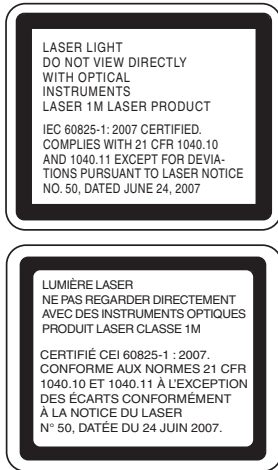 LASER LIGHT
DO NOT VIEW DIRECTLY
WITH OPTICAL
INSTRUMENTS
LASER 1M LASER PRODUCT
IEC 60825-1: 2007 CERTIFIED.
COMPLIES WITH 21 CFR 1040.10
AND 1040.11 EXCEPT FOR DEVIA-
TIONS PURSUANT TO LASER NOTICE
NO. 50, DATED JUNE 24, 2007
LUMIÈRE LASER
NE PAS REGARDER DIRECTEMENT
AVEC DES INSTRUMENTS OPTIQUES
PRODUIT LASER CLASSE 1M
CERTIFIÉ CEI 60825-1 : 2007.
CONFORME AUX NORMES 21 CFR
1040.10 ET 1040.11 À L'EXCEPTION
DES ÉCARTS CONFORMÉMENT
À LA NOTICE DU LASER
N° 50, DATÉE DU 24 JUIN 2007.